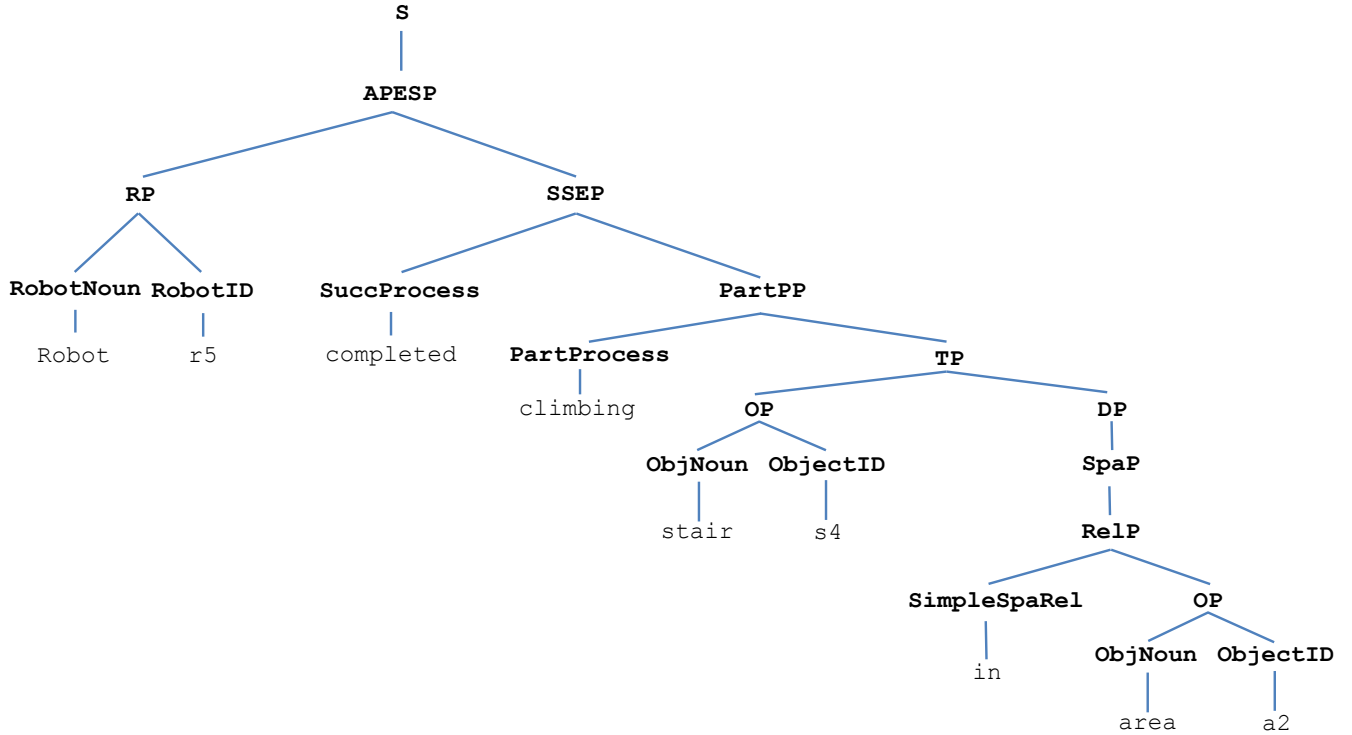 S
APESP
RP SSEP
RobotNoun RobotID SuccProcess PartPP
Robot r5 completed PartProcess TP
climbing OP DP
ObjNoun ObjectID SpaP
stair s4 RelP
SimpleSpaRel OP
in ObjNoun ObjectID
area a2